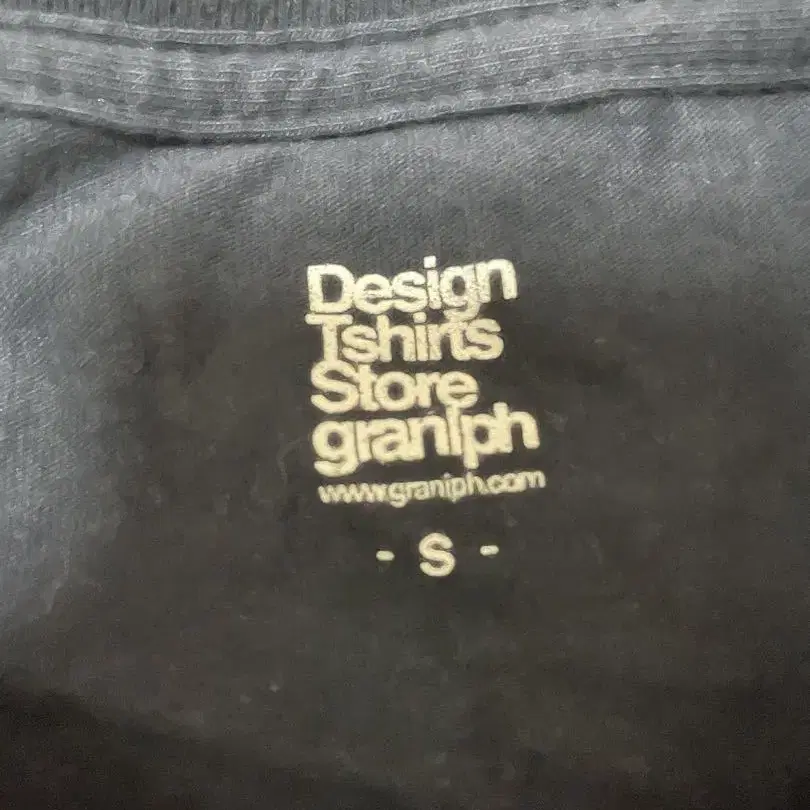 Design
Tshirts
Store
graniph
www.graniph.com
- S -